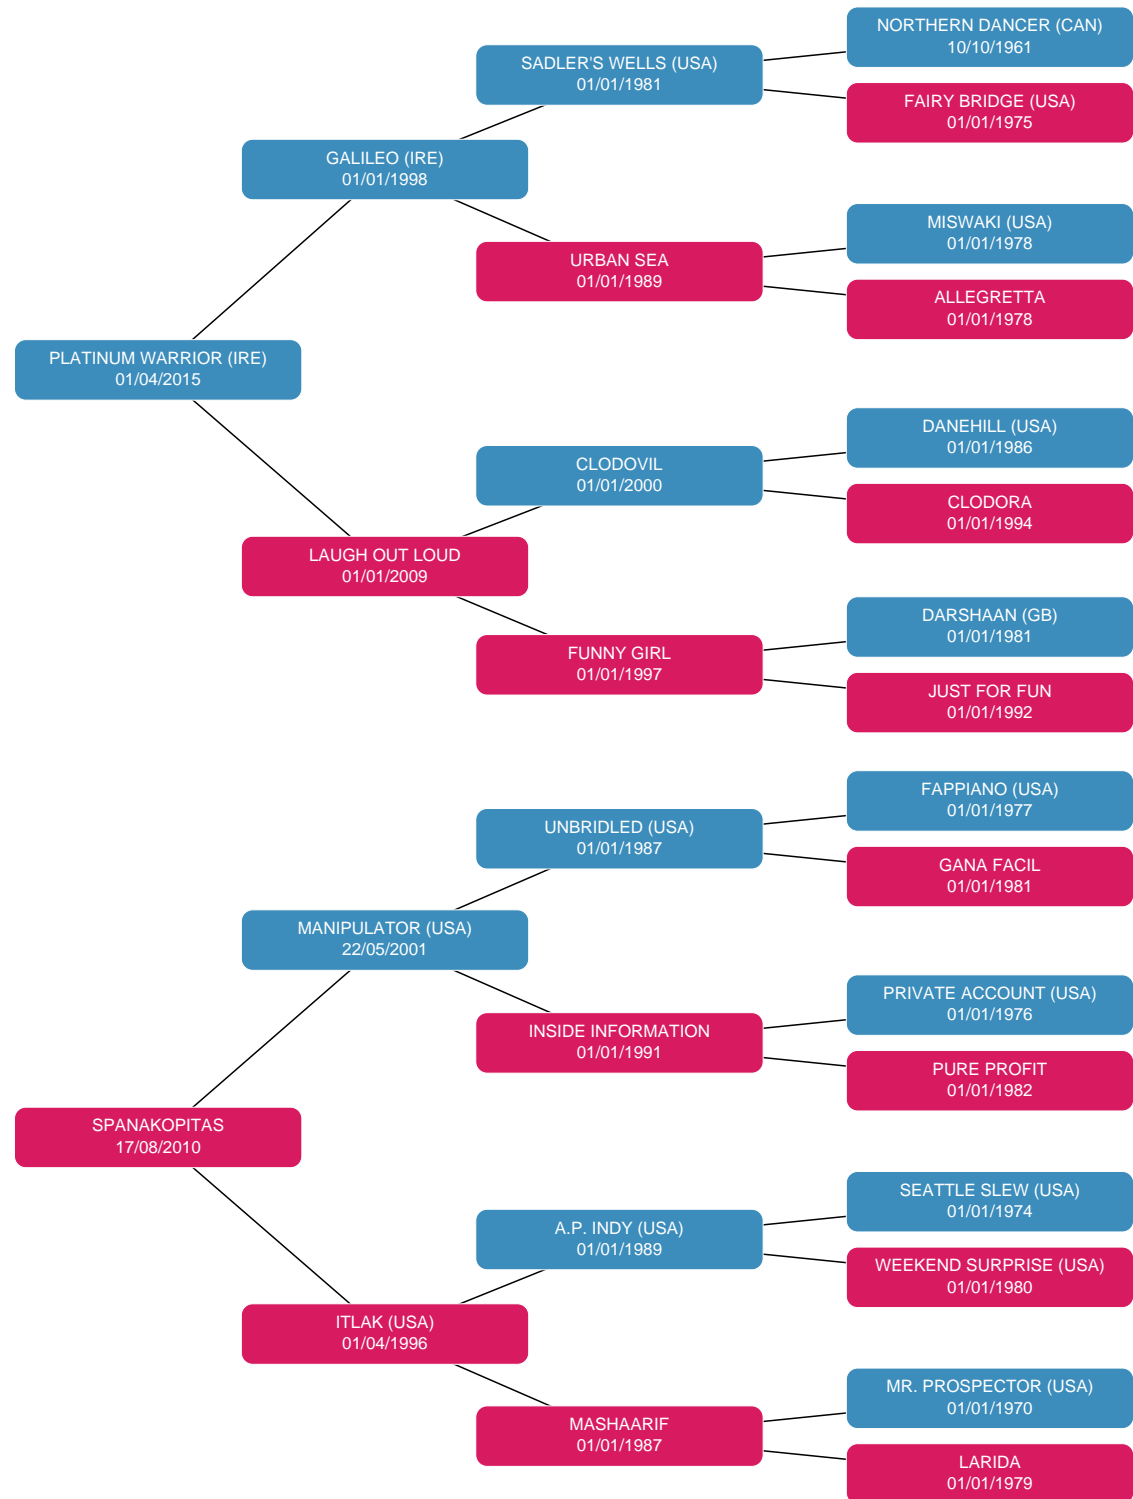 NORTHERN DANCER (CAN)
10/10/1961
SADLER'S WELLS (USA)
01/01/1981
FAIRY BRIDGE (USA)
01/01/1975
GALILEO (IRE)
01/01/1998
MISWAKI (USA)
01/01/1978
URBAN SEA
01/01/1989
ALLEGRETTA
01/01/1978
PLATINUM WARRIOR (IRE)
01/04/2015
DANEHILL (USA)
01/01/1986
CLODOVIL
01/01/2000
CLODORA
01/01/1994
LAUGH OUT LOUD
01/01/2009
DARSHAAN (GB)
01/01/1981
FUNNY GIRL
01/01/1997
JUST FOR FUN
01/01/1992
FAPPIANO (USA)
01/01/1977
UNBRIDLED (USA)
01/01/1987
GANA FACIL
01/01/1981
MANIPULATOR (USA)
22/05/2001
PRIVATE ACCOUNT (USA)
01/01/1976
INSIDE INFORMATION
01/01/1991
PURE PROFIT
01/01/1982
SPANAKOPITAS
17/08/2010
SEATTLE SLEW (USA)
01/01/1974
A.P. INDY (USA)
01/01/1989
WEEKEND SURPRISE (USA)
01/01/1980
ITLAK (USA)
01/04/1996
MR. PROSPECTOR (USA)
01/01/1970
MASHAARIF
01/01/1987
LARIDA
01/01/1979